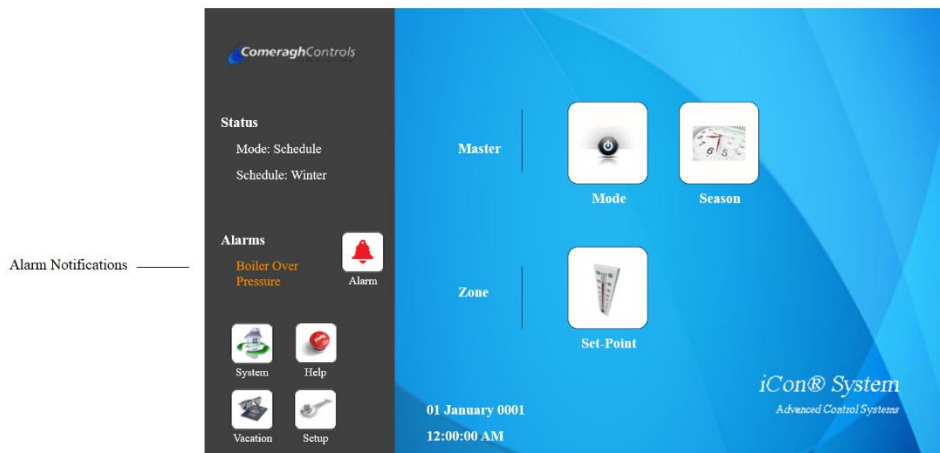 ComeraghControls
Status
Mode: Schedule
Schedule: Winter
Alarm Notifications
Alarms
Boiler Over
Pressure
Alarm
System
Help
Vacation
Setup
Master
Mode
Season
Zone
Set-Point
iCon® System
Advanced Control Systems
01 January 0001
12:00:00 AM